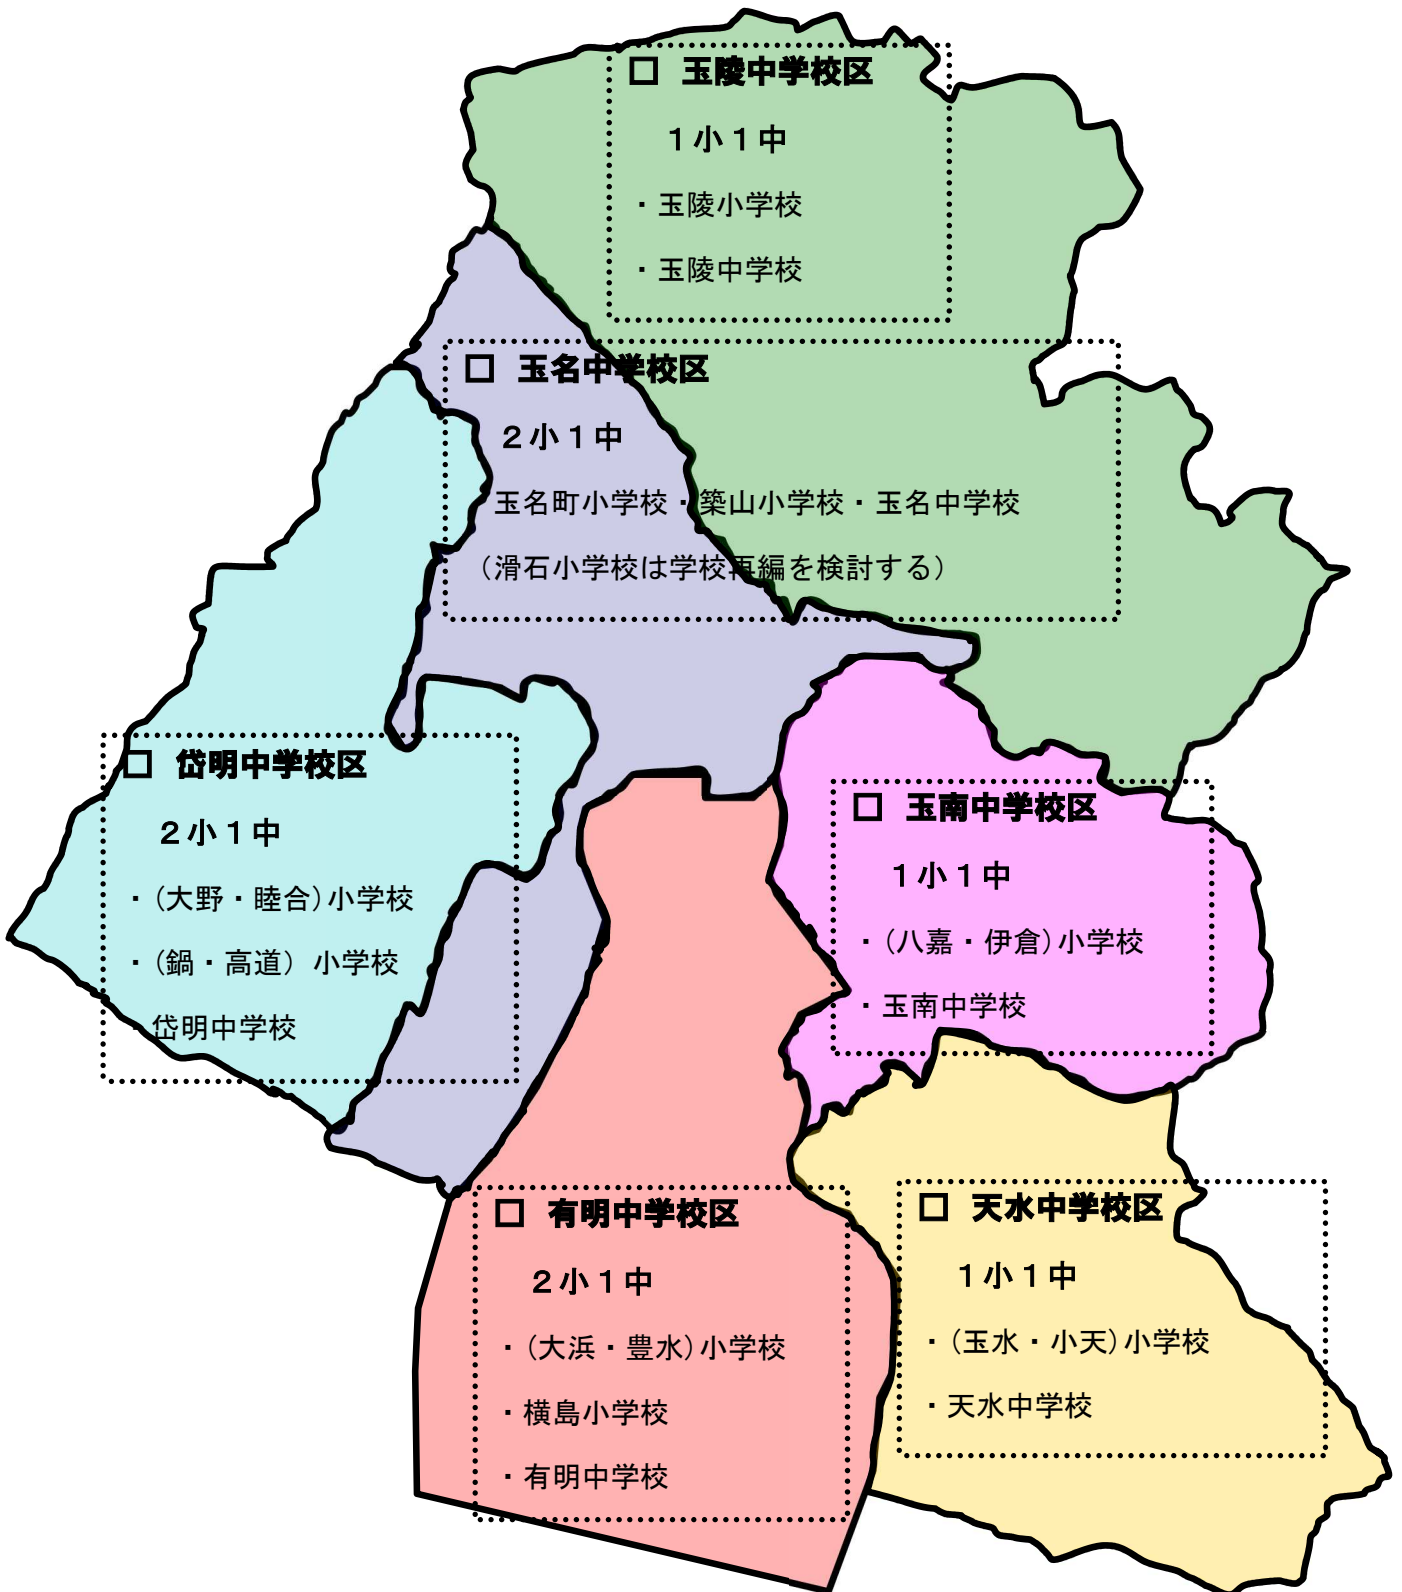 □ 玉陵中学校区
1小1中
・玉陵小学校
・玉陵中学校
□ 玉名中学校区
2小1中
・玉名町小学校・築山小学校・玉名中学校
（滑石小学校は学校再編を検討する）
□ 岱明中学校区
2小1中
・（大野・睦合）小学校
・（鍋・高道）小学校
・岱明中学校
□ 玉南中学校区
1小1中
・（八嘉・伊倉）小学校
・玉南中学校
□ 有明中学校区
2小1中
・（大浜・豊水）小学校
・横島小学校
・有明中学校
□ 天水中学校区
1小1中
・（玉水・小天）小学校
・天水中学校